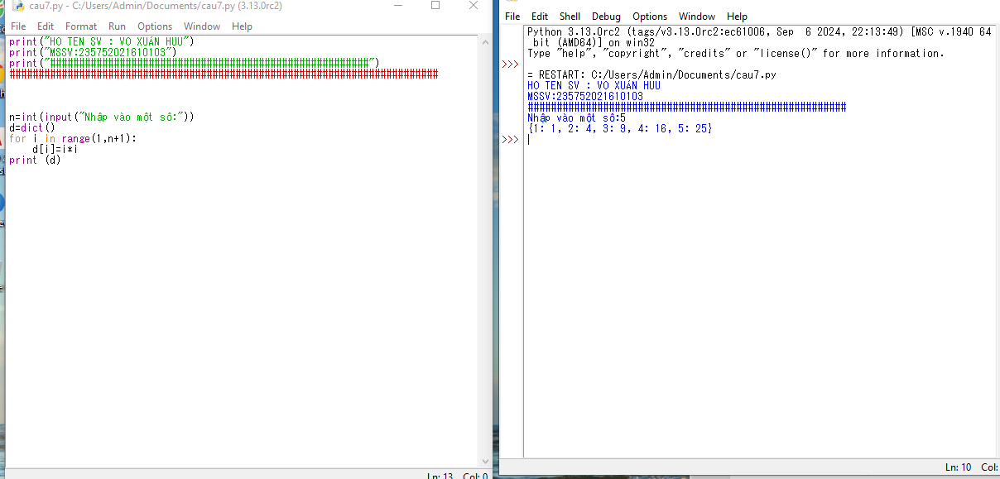 cau7.py - C:/Users/Admin/Documents/cau7.py (3.13.0rc2)
File Edit Format Run Options Window Help
print("HO TEN SV : VO XUÁN HUU")
print("MSSV:235752021610103")
print("#######################################################")
##########################################################################
n=int(input("Nhập vào một số:"))
d=dict()
for i in range(1,n+1):
    d[i]=i*i
print (d)
Ln: 13 Col: 0
File Edit Shell Debug Options Window Help
Python 3.13.0rc2 (tags/v3.13.0rc2:ec61006, Sep  6 2024, 22:13:49) [MSC v.1940 64
 bit (AMD64)] on win32
Type "help", "copyright", "credits" or "license()" for more information.
>>>
= RESTART: C:/Users/Admin/Documents/cau7.py
HO TEN SV : VO XUÁN HUU
MSSV:235752021610103
#######################################################
Nhập vào một số:5
{1: 1, 2: 4, 3: 9, 4: 16, 5: 25}
>>>
Ln: 10 Col: